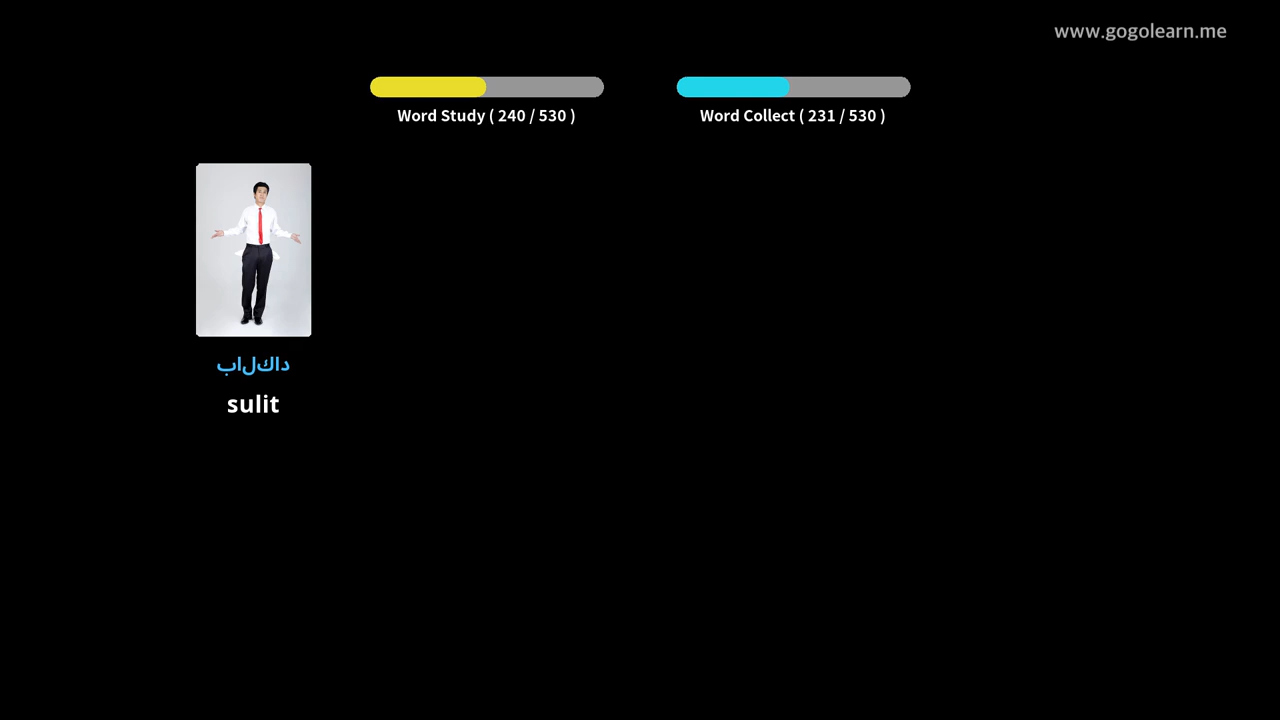 www.gogolearn.me
Word Study ( 240 / 530 )
Word Collect ( 231 / 530 )
داكلاب
sulit